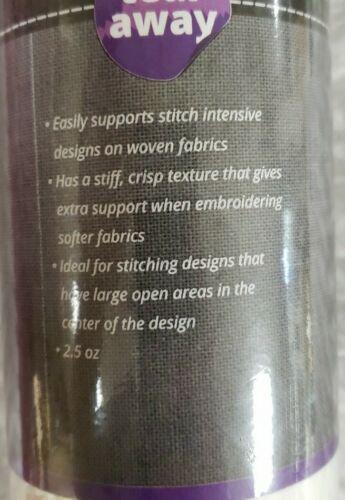 away
• Easily supports stitch intensive
designs on woven fabrics
• Has a stiff, crisp texture that gives
extra support when embroidering
softer fabrics
• Ideal for stitching designs that
have large open areas in the
center of the design
• 2.5 oz